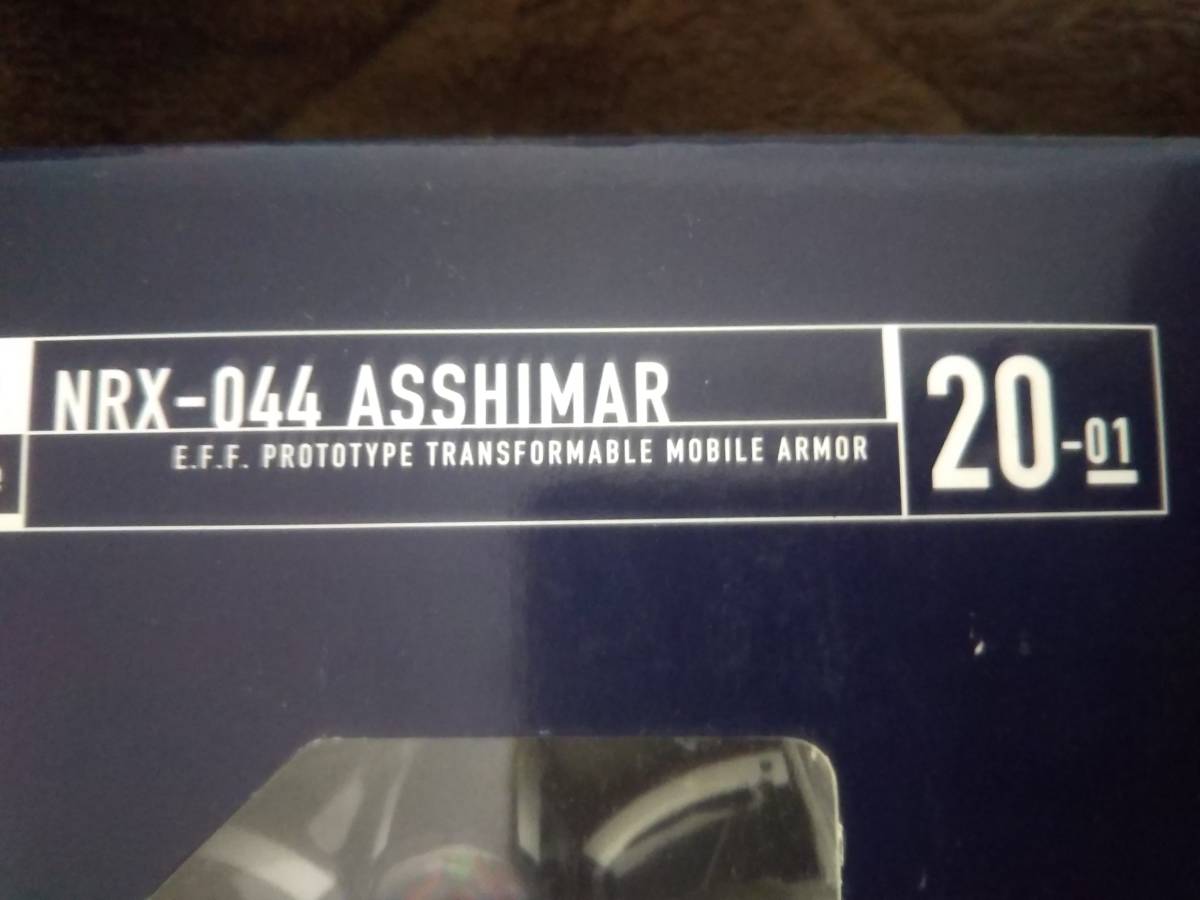 NRX-044 ASSHIMAR
E.F.F. PROTOTYPE TRANSFORMABLE MOBILE ARMOR
20-01